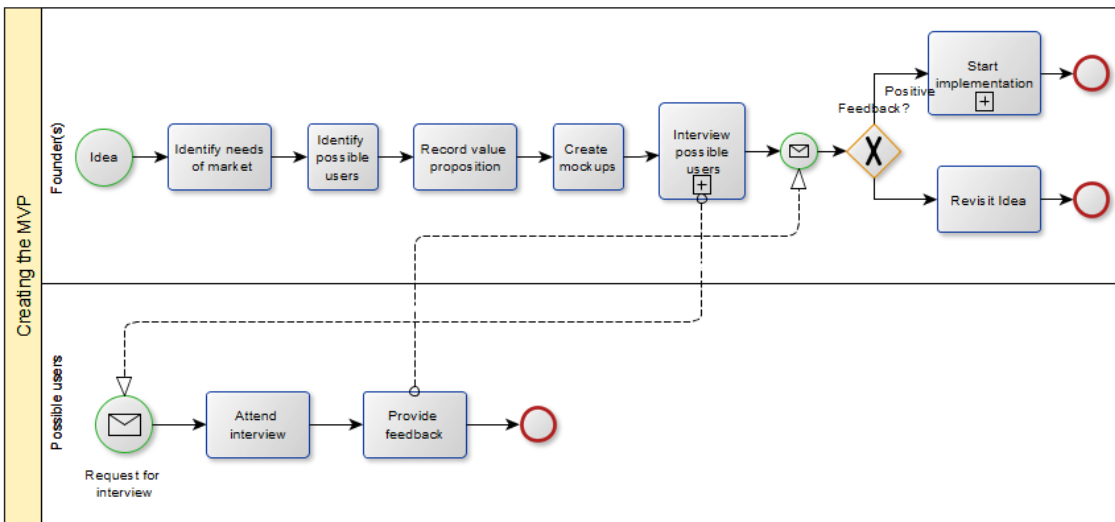 Creating the MVP
Founder(s)
Idea
Identify needs
of market
Identify
possible
users
Record value
proposition
Create
mockups
Interview
possible
users
Positive
Feedback?
Start
implementation
Revisit Idea
Possible users
Request for
interview
Attend
interview
Provide
feedback